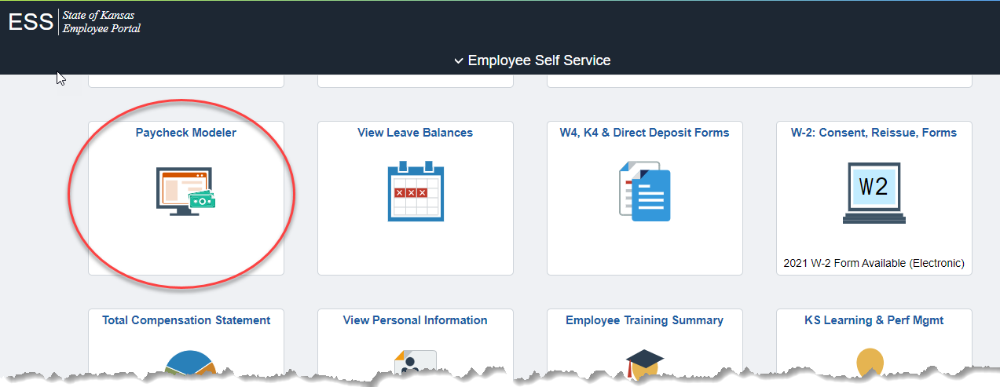 ESS
State of Kansas
Employee Portal
Employee Self Service
Paycheck Modeler
View Leave Balances
W4, K4 & Direct Deposit Forms
W-2: Consent, Reissue, Forms
W2
2021 W-2 Form Available (Electronic)
Total Compensation Statement
View Personal Information
Employee Training Summary
KS Learning & Perf Mgmt